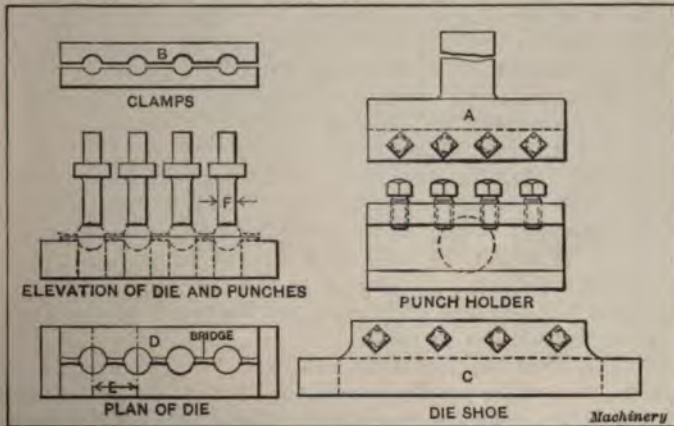 B
CLAMPS
A
F
ELEVATION OF DIE AND PUNCHES
PUNCH HOLDER
D
BRIDGE
E
PLAN OF DIE
C
DIE SHOE
Machinery